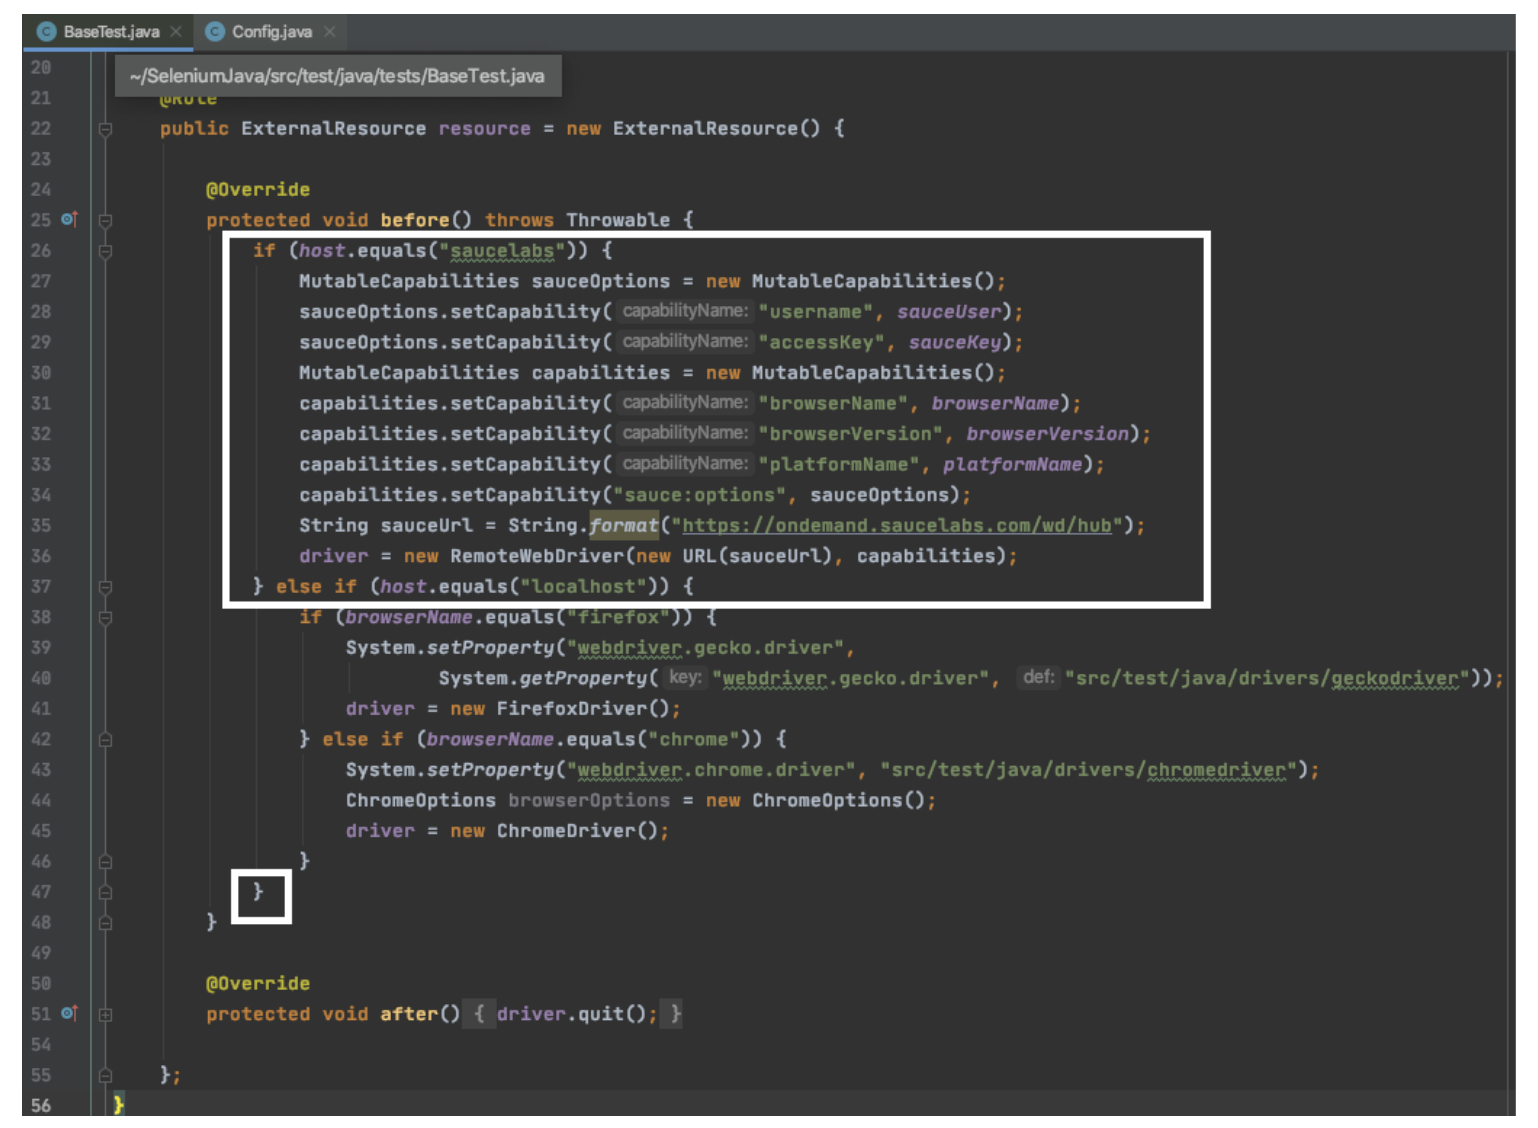 BaseTest.java Config.java
20
~/SeleniumJava/src/test/java/tests/BaseTest.java
21 @Rule
22 public ExternalResource resource = new ExternalResource() {
23
24 @Override
25 protected void before() throws Throwable {
26 if (host.equals("saucelabs")) {
27 MutableCapabilities sauceOptions = new MutableCapabilities();
28 sauceOptions.setCapability( capabilityName: "username", sauceUser);
29 sauceOptions.setCapability( capabilityName: "accessKey", sauceKey);
30 MutableCapabilities capabilities = new MutableCapabilities();
31 capabilities.setCapability( capabilityName: "browserName", browserName);
32 capabilities.setCapability( capabilityName: "browserVersion", browserVersion);
33 capabilities.setCapability( capabilityName: "platformName", platformName);
34 capabilities.setCapability("sauce:options", sauceOptions);
35 String sauceUrl = String.format("https://ondemand.saucelabs.com/wd/hub");
36 driver = new RemoteWebDriver(new URL(sauceUrl), capabilities);
37 } else if (host.equals("localhost")) {
38 if (browserName.equals("firefox")) {
39 System.setProperty("webdriver.gecko.driver",
40 System.getProperty( key: "webdriver.gecko.driver", def: "src/test/java/drivers/geckodriver"));
41 driver = new FirefoxDriver();
42 } else if (browserName.equals("chrome")) {
43 System.setProperty("webdriver.chrome.driver", "src/test/java/drivers/chromedriver");
44 ChromeOptions browserOptions = new ChromeOptions();
45 driver = new ChromeDriver();
46 }
47 }
48 }
49
50 @Override
51 protected void after() { driver.quit(); }
54
55 };
56 }